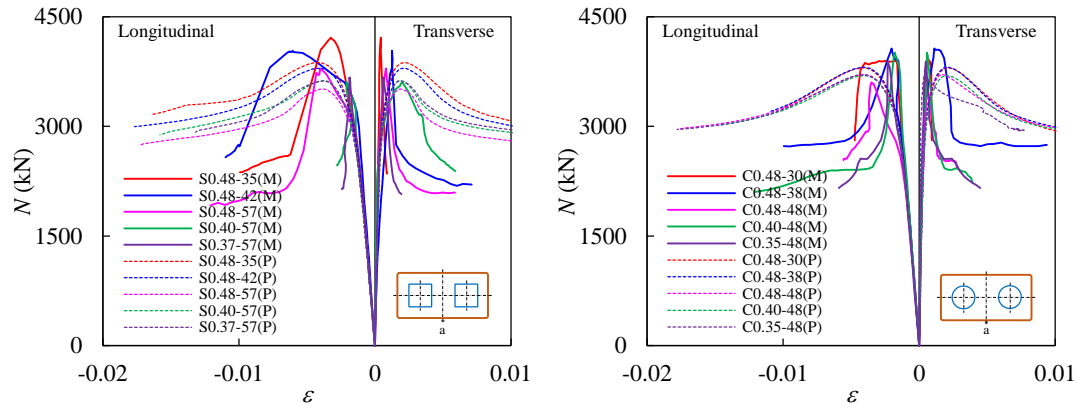 4500
3000
1500
0
N (kN)
Longitudinal
Transverse
S0.48-35(M)
S0.48-42(M)
S0.48-57(M)
S0.40-57(M)
S0.37-57(M)
S0.48-35(P)
S0.48-42(P)
S0.48-57(P)
S0.40-57(P)
S0.37-57(P)
a
-0.02
-0.01
0
0.01
ε
4500
3000
1500
0
N (kN)
Longitudinal
Transverse
C0.48-30(M)
C0.48-38(M)
C0.48-48(M)
C0.40-48(M)
C0.35-48(M)
C0.48-30(P)
C0.48-38(P)
C0.48-48(P)
C0.40-48(P)
C0.35-48(P)
a
-0.02
-0.01
0
0.01
ε